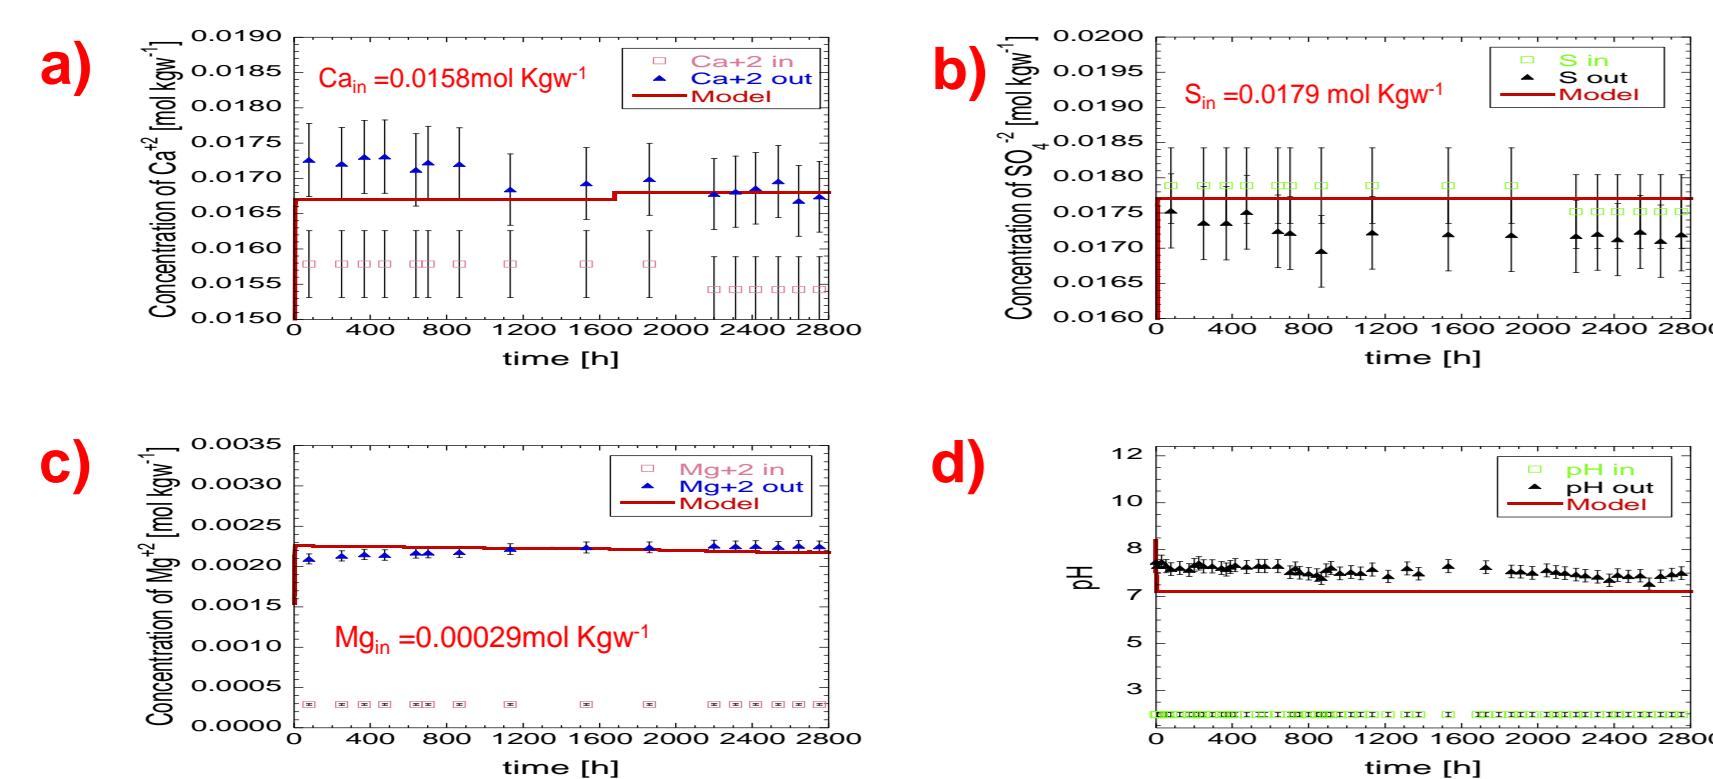 a)
Concentration of Ca+2 [mol kgw-1]
0.0190
0.0185
0.0180
0.0175
0.0170
0.0165
0.0160
0.0155
0.0150
Cain =0.0158mol Kgw-1
Ca+2 in
Ca+2 out
Model
0 400 800 1200 1600 2000 2400 2800
time [h]
b)
Concentration of SO4-2 [mol kgw-1]
0.0200
0.0195
0.0190
0.0185
0.0180
0.0175
0.0170
0.0165
0.0160
Sin =0.0179 mol Kgw-1
S in
S out
Model
0 400 800 1200 1600 2000 2400 2800
time [h]
c)
Concentration of Mg+2 [mol kgw-1]
0.0035
0.0030
0.0025
0.0020
0.0015
0.0010
0.0005
0.0000
Mgin =0.00029mol Kgw-1
Mg+2 in
Mg+2 out
Model
0 400 800 1200 1600 2000 2400 2800
time [h]
d)
pH
12
10
8
7
5
3
pH in
pH out
Model
0 400 800 1200 1600 2000 2400 2800
time [h]